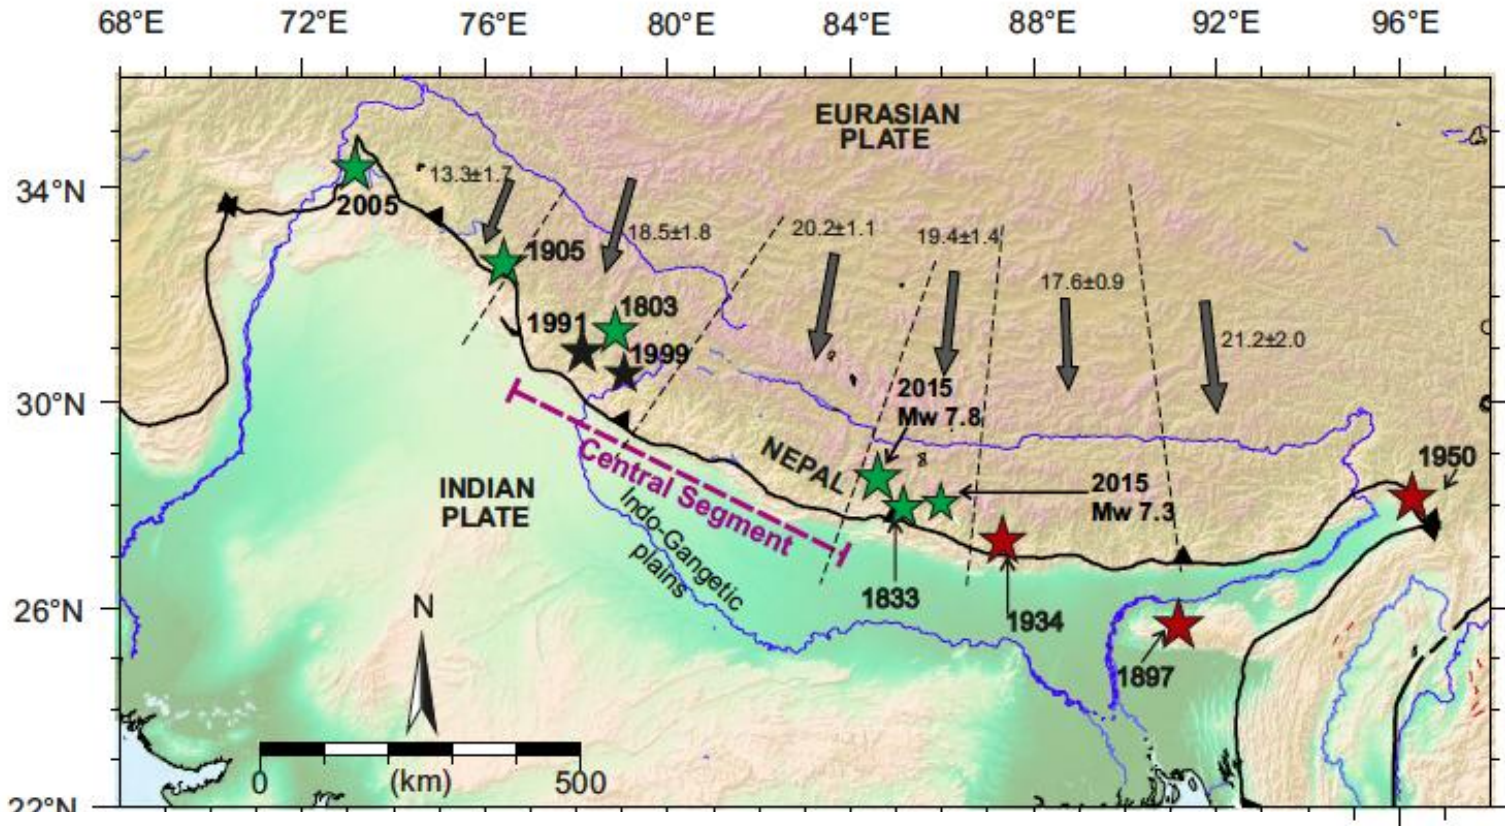 68°E 72°E 76°E 80°E 84°E 88°E 92°E 96°E
EURASIAN
PLATE
34°N
13.3±1.7
2005
18.5±1.8
20.2±1.1
19.4±1.4
1905
17.6±0.9
1803
1991
1999
21.2±2.0
30°N
2015
Mw 7.8
NEPAL
1950
Central Segment
2015
Mw 7.3
INDIAN
PLATE
Indo-Gangetic
plains
1833
26°N
N
1934
1897
0 (km) 500
22°N